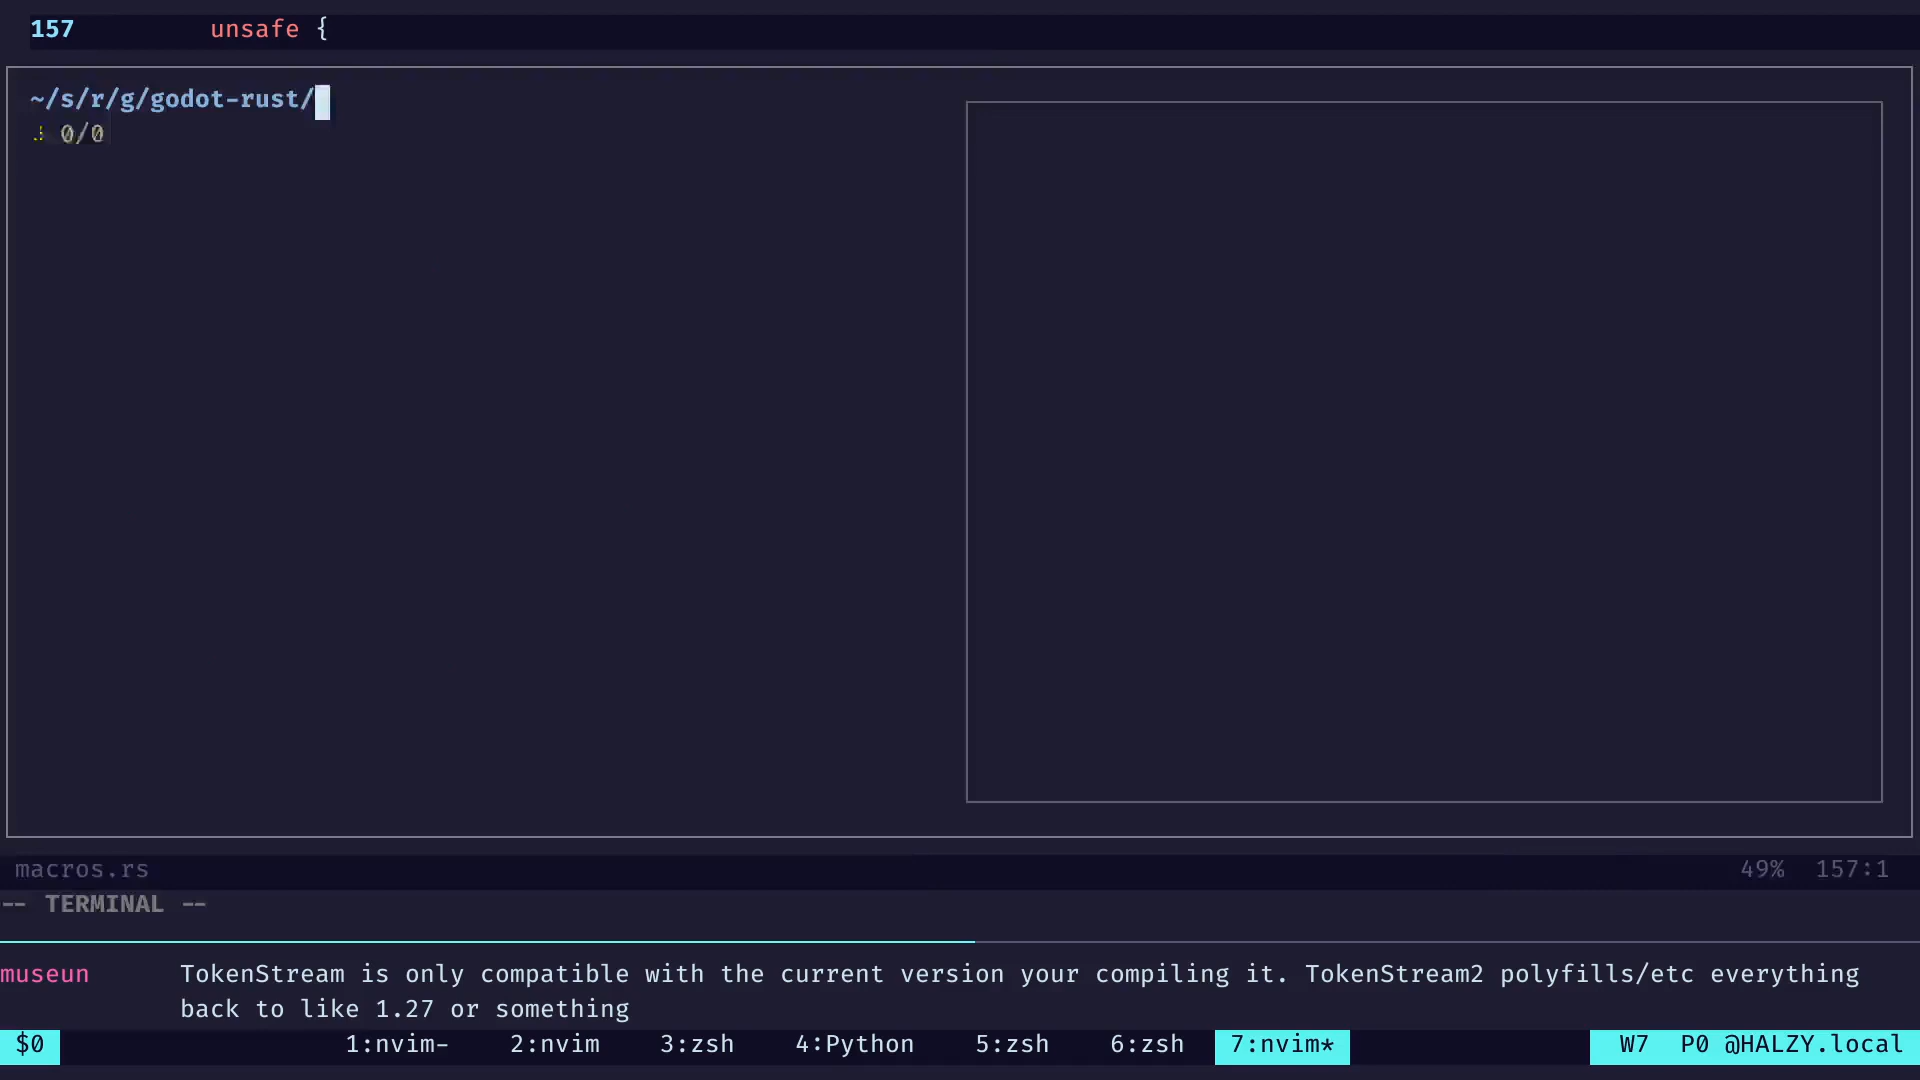 157 unsafe {
~/s/r/g/godot-rust/
0/0
macros.rs 49% 157:1
-- TERMINAL --
museun TokenStream is only compatible with the current version your compiling it. TokenStream2 polyfills/etc everything
back to like 1.27 or something
$0 1:nvim- 2:nvim 3:zsh 4:Python 5:zsh 6:zsh 7:nvim* W7 P0 @HALZY.local